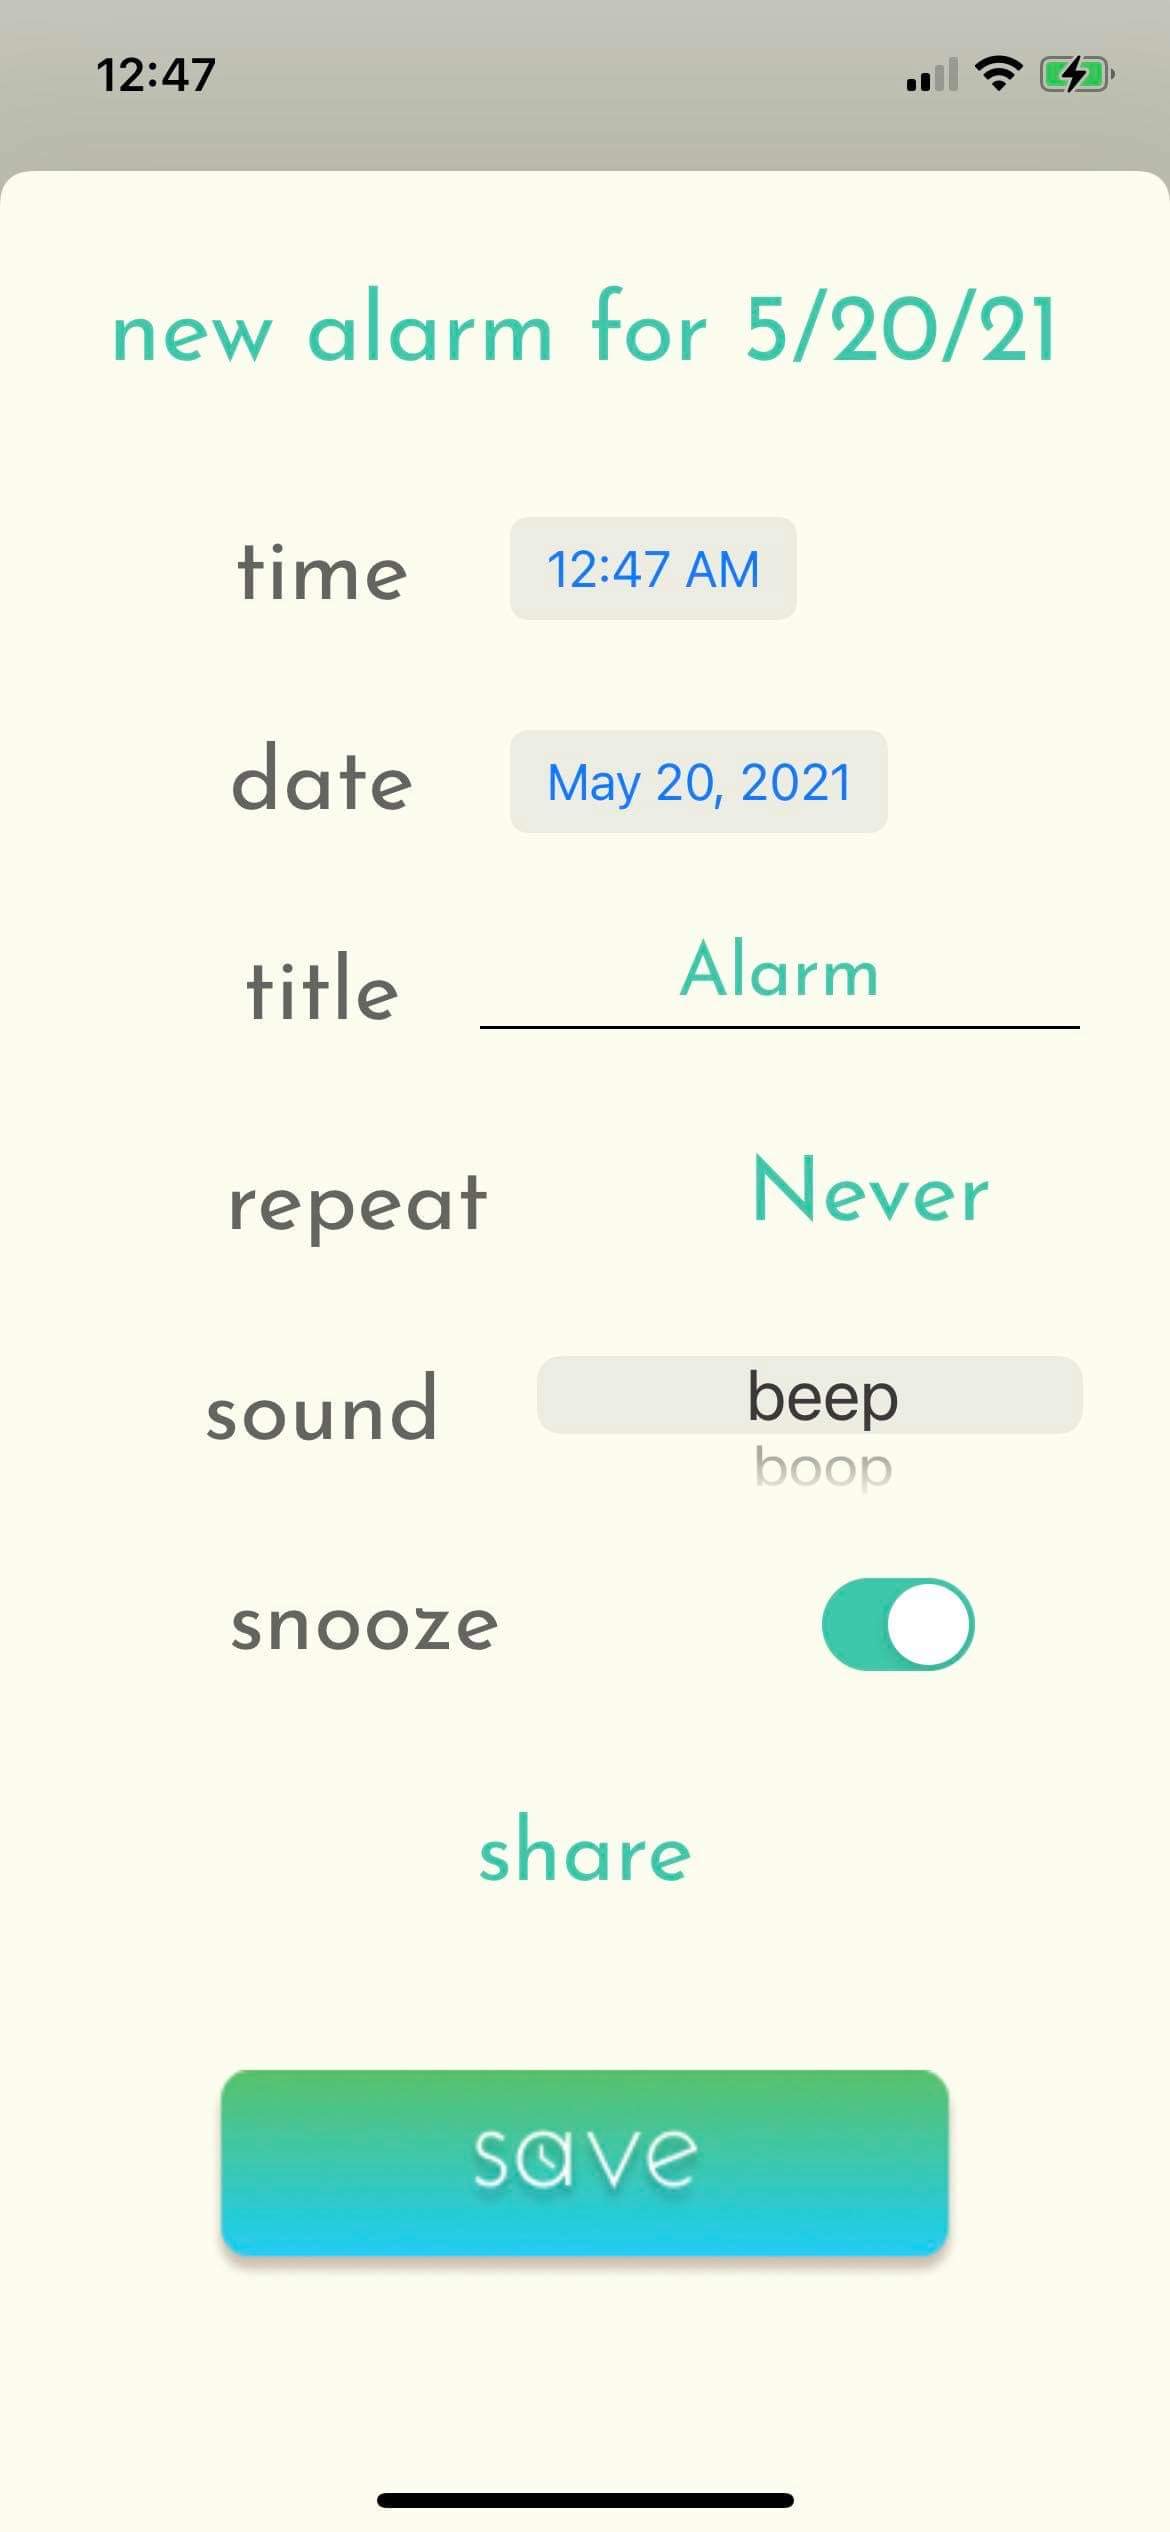 12:47
new alarm for 5/20/21
time 12:47 AM
date May 20, 2021
title Alarm
repeat Never
sound beep
boop
snooze
share
save